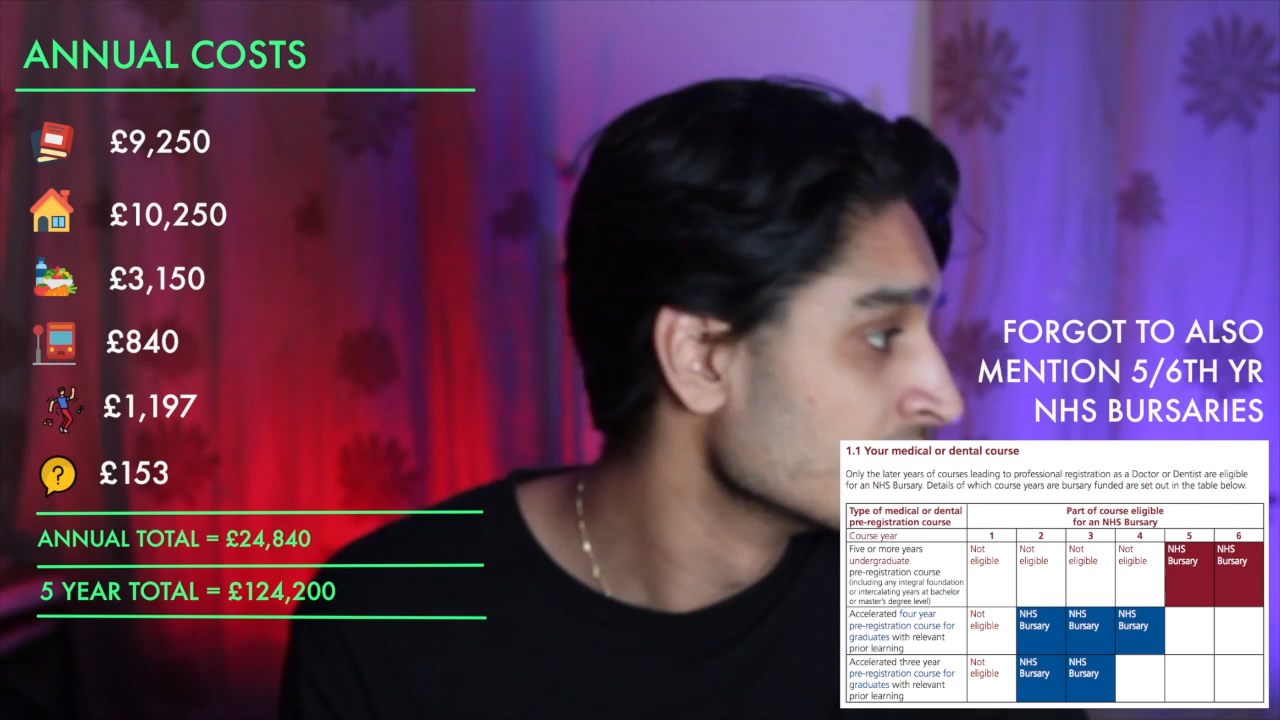 ANNUAL COSTS
£9,250
£10,250
£3,150
£840
£1,197
?
£153
ANNUAL TOTAL = £24,840
5 YEAR TOTAL = £124,200
FORGOT TO ALSO
MENTION 5/6TH YR
NHS BURSARIES
1.1 Your medical or dental course
Only the later years of courses leading to professional registration as a Doctor or Dentist are eligible
for an NHS Bursary. Details of which course years are bursary funded are set out in the table below.
Type of medical or dental
pre-registration course
Part of course eligible
for an NHS Bursary
Course year 1 2 3 4 5 6
Five or more years
undergraduate
pre-registration course
(including any integral foundation
or intercalating years at bachelor
or master's degree level)
Not
eligible
Not
eligible
Not
eligible
Not
eligible
NHS
Bursary
NHS
Bursary
Accelerated four year
pre-registration course for
graduates with relevant
prior learning
Not
eligible
NHS
Bursary
NHS
Bursary
NHS
Bursary
Accelerated three year
pre-registration course for
graduates with relevant
prior learning
Not
eligible
NHS
Bursary
NHS
Bursary